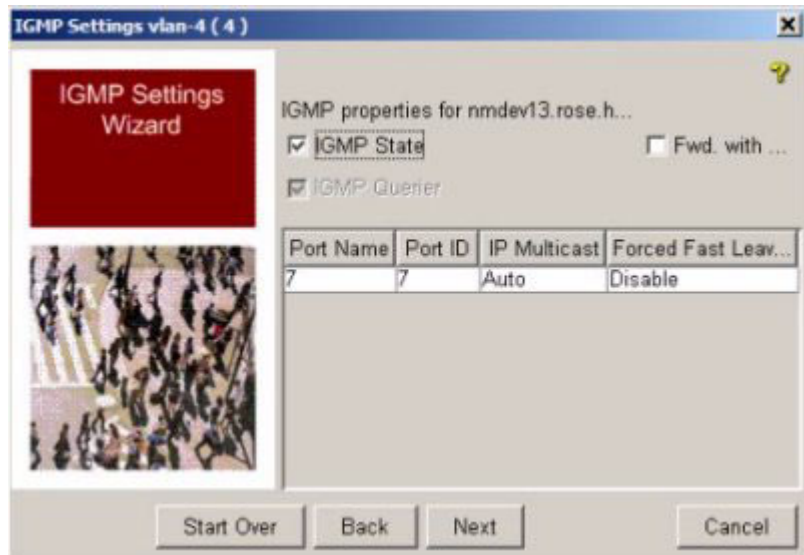 IGMP Settings vlan-4 ( 4 )
IGMP Settings
Wizard
?
IGMP properties for nmdev13.rose.h...
IGMP State
Fwd. with ...
IGMP Querier
Port Name Port ID IP Multicast Forced Fast Leav...
7 7 Auto Disable
Start Over Back Next Cancel